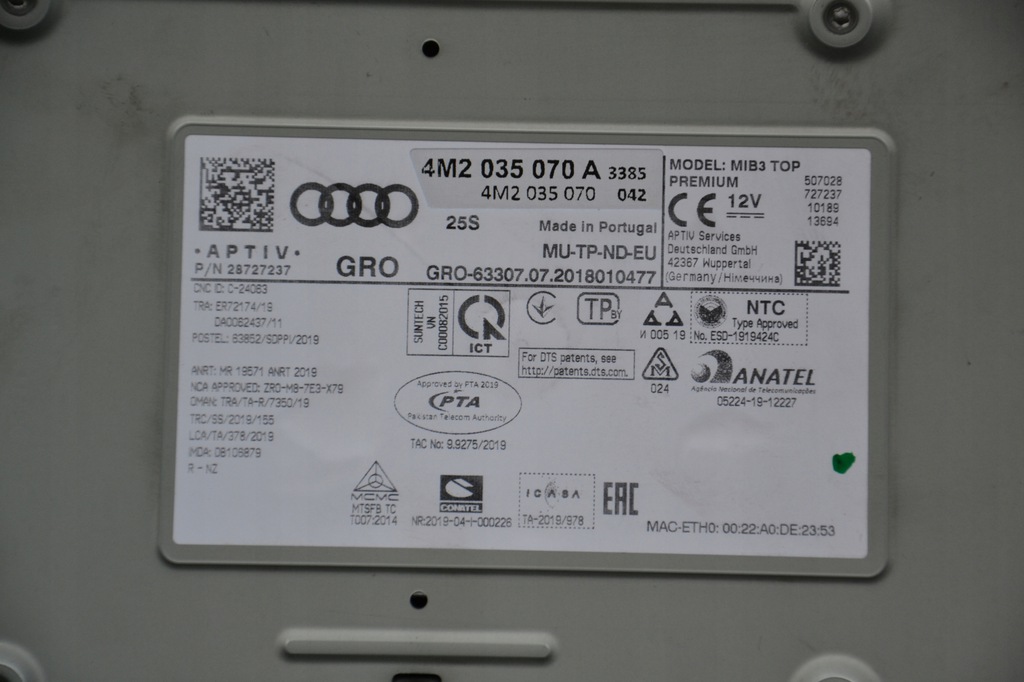 4M2 035 070 A 3385
4M2 035 070 042
25S
Made in Portugal
MU-TP-ND-EU
·APTIV·
P/N 28727237
GRO
GRO-63307.07.2018010477
MODEL: MIB3 TOP
PREMIUM
507028
727237
10189
13694
CE 12V
APTIV Services
Deutschland GmbH
42367 Wuppertal
(Germany/Німеччина)
CNC ID: C-24083
TRA: ER72174/19
DA0062437/11
POSTEL: 63862/SDPPI/2019
ANRT: MR 19571 ANRT 2019
NCA APPROVED: ZRO-M8-7E3-X79
OMAN: TRA/TA-R/7350/19
TRC/SS/2019/155
LCA/TA/378/2019
IMDA: DB106879
R-NZ
SUNTECH
VN
C00082015
ICT
TP BY
И 005 19
NTC
Type Approved
No. ESD-1919424C
For DTS patents, see
http://patents.dts.com.
024
ANATEL
Agência Nacional de Telecomunicações
05224-19-12227
Approved by PTA 2019
PTA
Pakistan Telecom Authority
TAC No: 9.9275/2019
MCMC
MTSFB TC
T007:2014
CONATEL
NR:2019-04-I-000226
ICASA
TA-2019/978
EAC
MAC-ETH0: 00:22:A0:DE:23:53